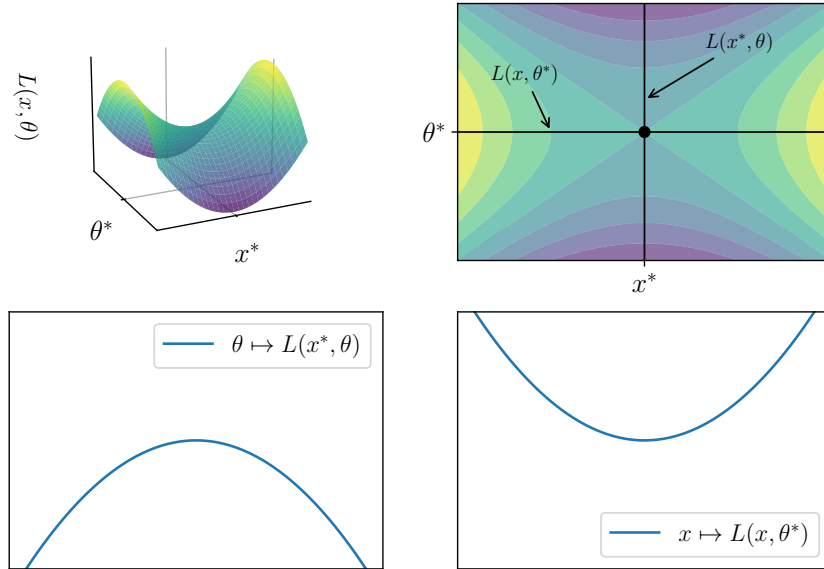 L(x, θ)
θ*
x*
L(x*, θ)
L(x, θ*)
θ*
x*
θ ↦ L(x*, θ)
x ↦ L(x, θ*)